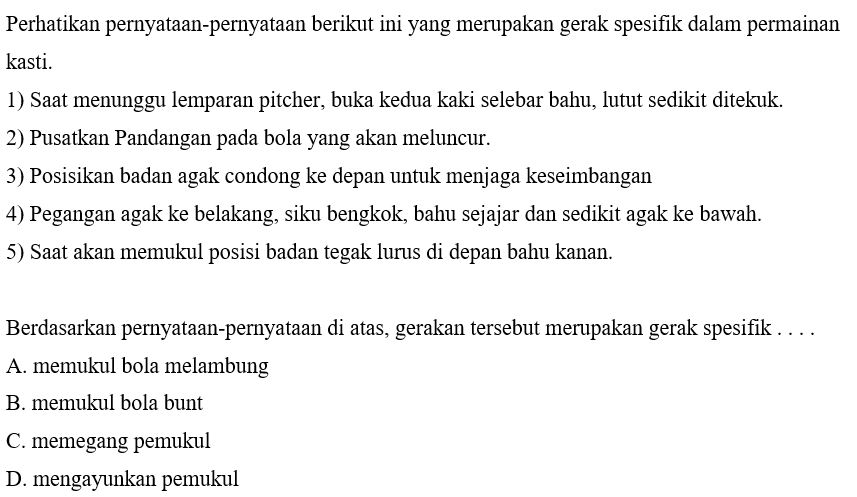 Perhatikan pernyataan-pernyataan berikut ini yang merupakan gerak spesifik dalam permainan
kasti.
1) Saat menunggu lemparan pitcher, buka kedua kaki selebar bahu, lutut sedikit ditekuk.
2) Pusatkan Pandangan pada bola yang akan meluncur.
3) Posisikan badan agak condong ke depan untuk menjaga keseimbangan
4) Pegangan agak ke belakang, siku bengkok, bahu sejajar dan sedikit agak ke bawah.
5) Saat akan memukul posisi badan tegak lurus di depan bahu kanan.
Berdasarkan pernyataan-pernyataan di atas, gerakan tersebut merupakan gerak spesifik . . . .
A. memukul bola melambung
B. memukul bola bunt
C. memegang pemukul
D. mengayunkan pemukul